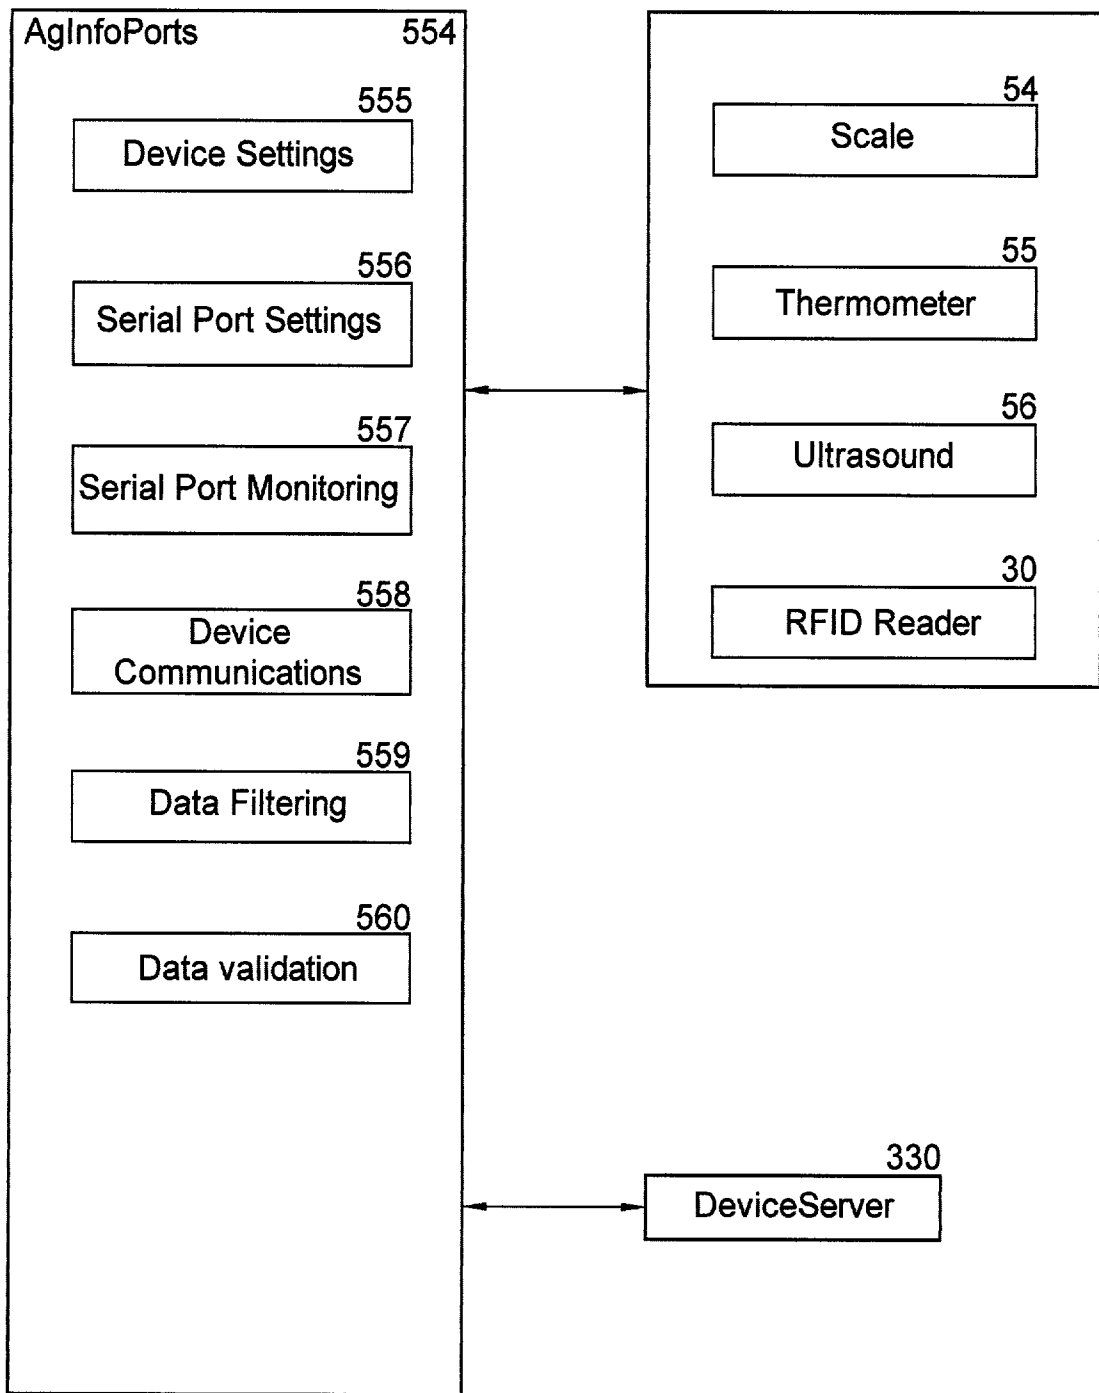 AgInfoPorts 554
555
Device Settings
556
Serial Port Settings
557
Serial Port Monitoring
558
Device
Communications
559
Data Filtering
560
Data validation
54
Scale
55
Thermometer
56
Ultrasound
30
RFID Reader
330
DeviceServer